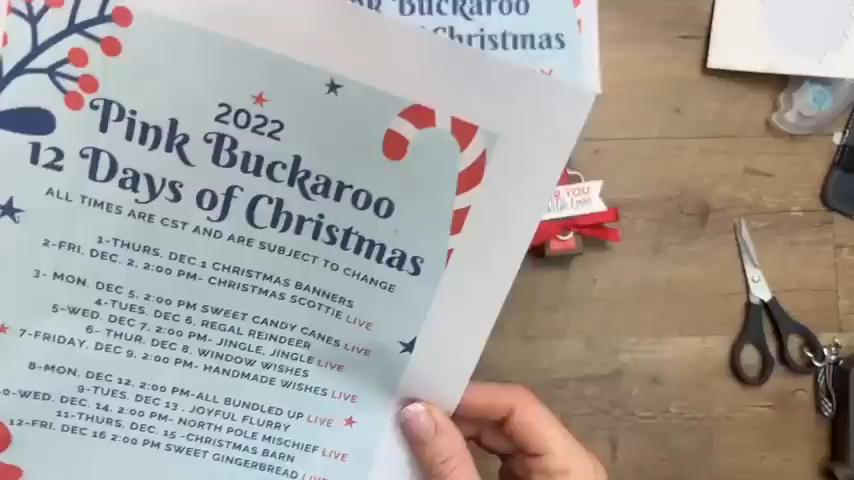 2022
Pink Buckaroo
12 Days of Christmas
ALL TIMES ARE CST AND ARE SUBJECT TO CHANGE
1-THURS. DEC.1 CHRISTMAS BANNERS
2-FRI. DEC. 2, 2:00 PM- CHRISTMAS SCOTTIE LIVE
3- MON. DEC 5, 2:00 PM SWEET CANDY CANES LIVE
4-TUES. DEC 6, REGAL REINDEER
5-WED. DEC 7, 2:00 PM- JINGLE, JINGLE LIVE
6- THUR. DEC 8, WINDOW WISHES
7-FRIDAY, DEC 9, 2:00 PM- HANDMADE WISHES LIVE
8-MON. DEC 12, 2:00 PM-ALL BUNDLED UP LIVE
9-TUES. DEC 13 , JOYFUL FLURRY
0-WED. DEC 14, 2:00 PM- NORTH POLE MISCHIEF LIVE
11-THURS. DEC 15 -CHRISTMAS BARN
12-FRI. DEC 16 2:00 PM SWEET GINGERBREAD LIVE
Buckaroo
Christmas
YOU
with Love